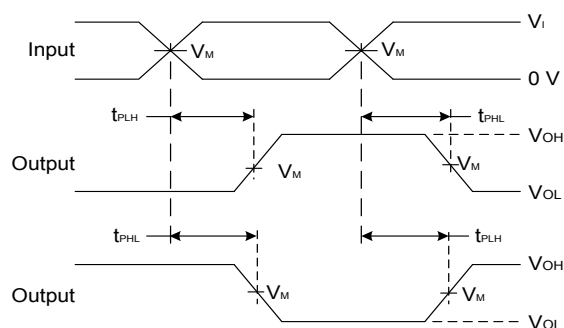 VI
Input VM VM
0 V
tPLH tPHL
VOH
Output VM VM
VOL
tPHL tPLH
VOH
Output VM VM
VOL